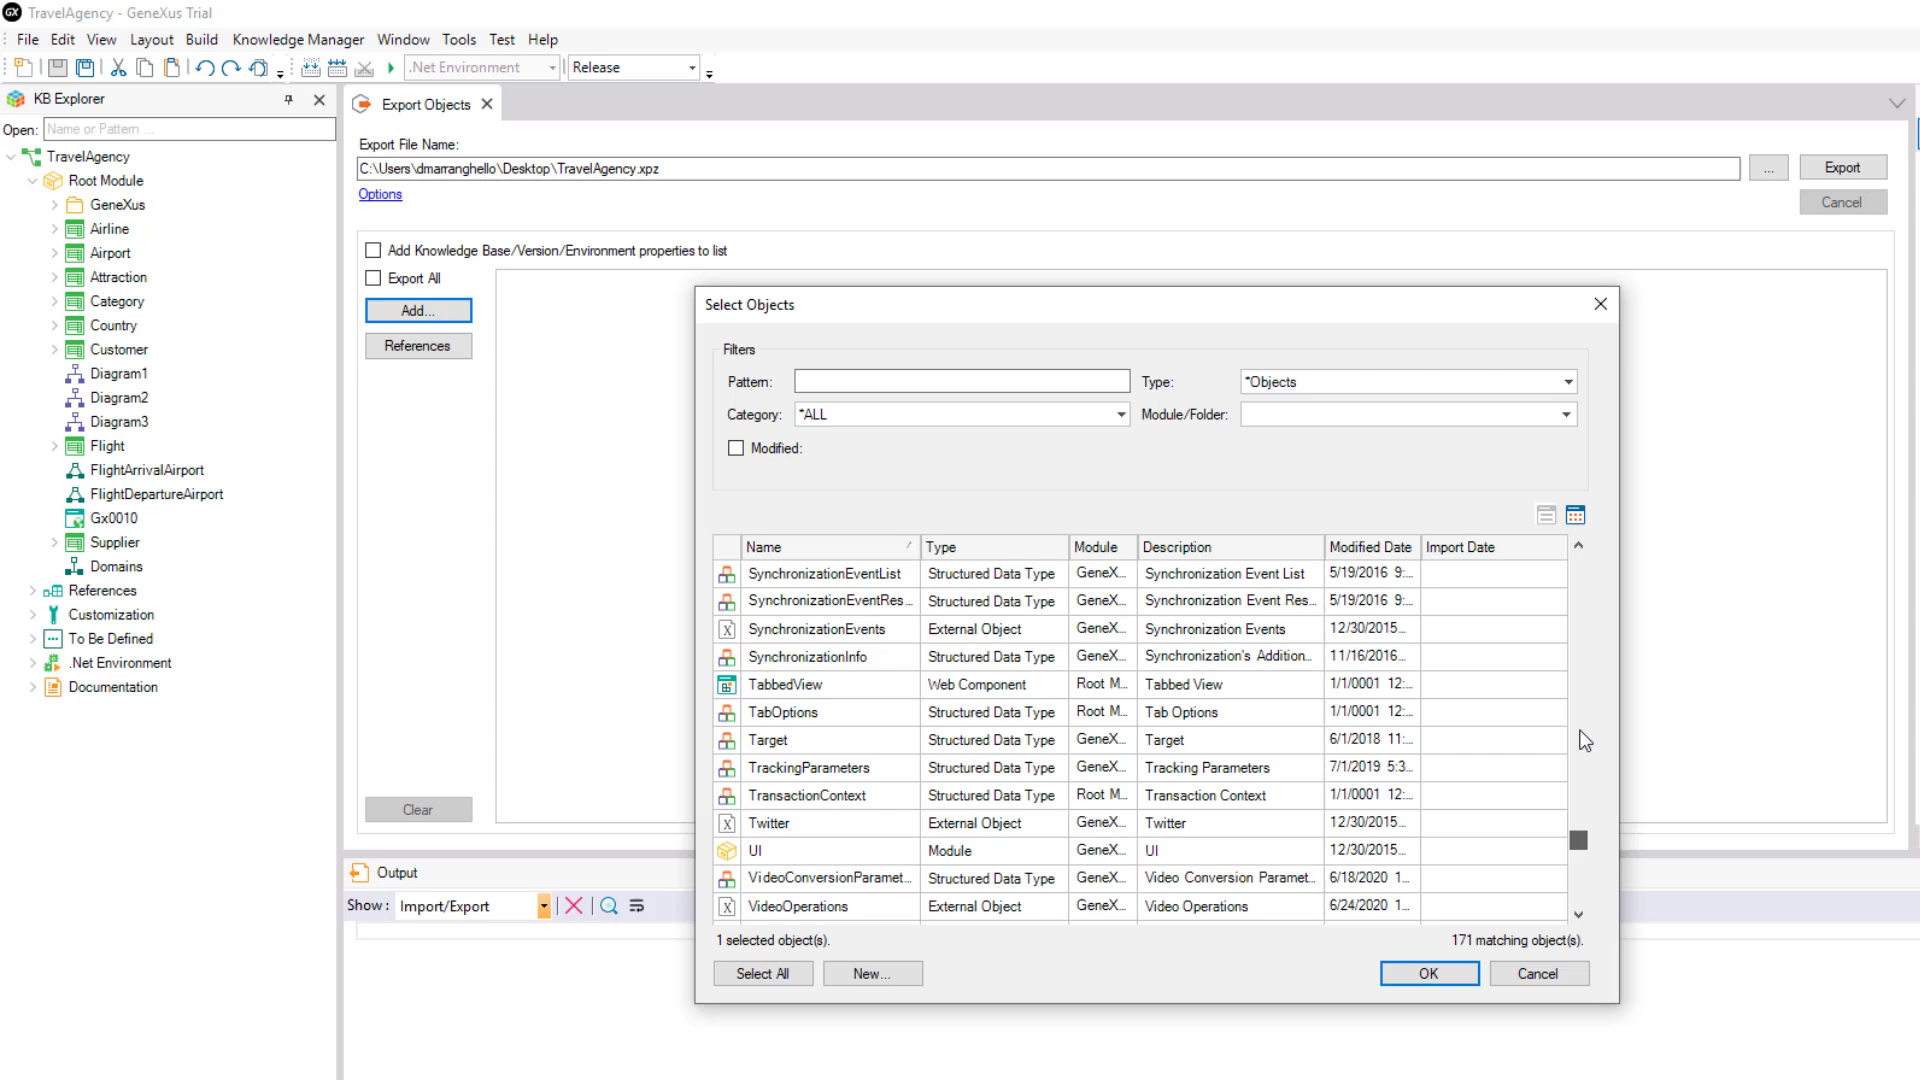 TravelAgency - GeneXus Trial
File Edit View Layout Build Knowledge Manager Window Tools Test Help
.Net Environment Release
KB Explorer
Open: Name or Pattern ...
TravelAgency
Root Module
GeneXus
Airline
Airport
Attraction
Category
Country
Customer
Diagram1
Diagram2
Diagram3
Flight
FlightArrivalAirport
FlightDepartureAirport
Gx0010
Supplier
Domains
References
Customization
To Be Defined
.Net Environment
Documentation
Export Objects
Export File Name:
C:\Users\dmarranghello\Desktop\TravelAgency.xpz ... Export
Options
Cancel
Add Knowledge Base/Version/Environment properties to list
Export All
Add...
References
Clear
Select Objects
Filters
Pattern: Type: *Objects
Category: *ALL Module/Folder:
Modified:
Name Type Module Description Modified Date Import Date
SynchronizationEventList Structured Data Type GeneX... Synchronization Event List 5/19/2016 9:...
SynchronizationEventRes... Structured Data Type GeneX... Synchronization Event Res... 5/19/2016 9:...
SynchronizationEvents External Object GeneX... Synchronization Events 12/30/2015...
SynchronizationInfo Structured Data Type GeneX... Synchronization's Addition... 11/16/2016...
TabbedView Web Component Root M... Tabbed View 1/1/0001 12:...
TabOptions Structured Data Type Root M... Tab Options 1/1/0001 12:...
Target Structured Data Type GeneX... Target 6/1/2018 11:...
TrackingParameters Structured Data Type GeneX... Tracking Parameters 7/1/2019 5:3...
TransactionContext Structured Data Type Root M... Transaction Context 1/1/0001 12:...
Twitter External Object GeneX... Twitter 12/30/2015...
UI Module GeneX... UI 12/30/2015...
VideoConversionParamet... Structured Data Type GeneX... Video Conversion Paramet... 6/18/2020 1...
VideoOperations External Object GeneX... Video Operations 6/24/2020 1...
1 selected object(s). 171 matching object(s).
Select All New... OK Cancel
Output
Show: Import/Export